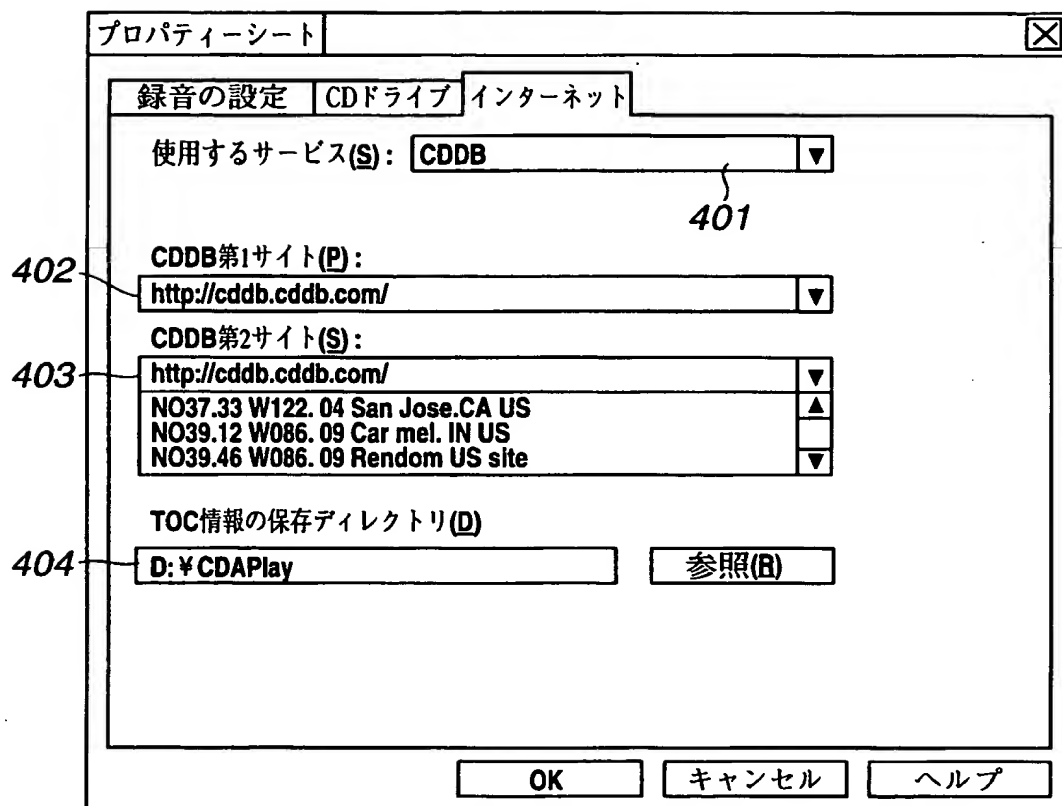 プロパティーシート
録音の設定 CDドライブ インターネット
使用するサービス(S): CDDB ▼
401
CDDB第1サイト(P):
402
http://cddb.cddb.com/ ▼
CDDB第2サイト(S):
403
http://cddb.cddb.com/ ▼
NO37.33 W122. 04 San Jose.CA US ▲
NO39.12 W086. 09 Car mel. IN US
NO39.46 W086. 09 Rendom US site ▼
TOC情報の保存ディレクトリ(D)
404
D:¥CDAPlay 参照(R)
OK キャンセル ヘルプ